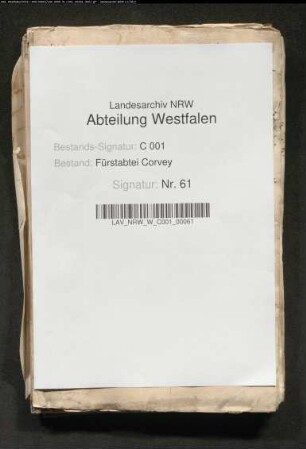 Landesarchiv NRW
Abteilung Westfalen
Bestands-Signatur: C 001
Bestand: Fürstabtei Corvey
Signatur: Nr. 61
LAV_NRW_W_C001_00061